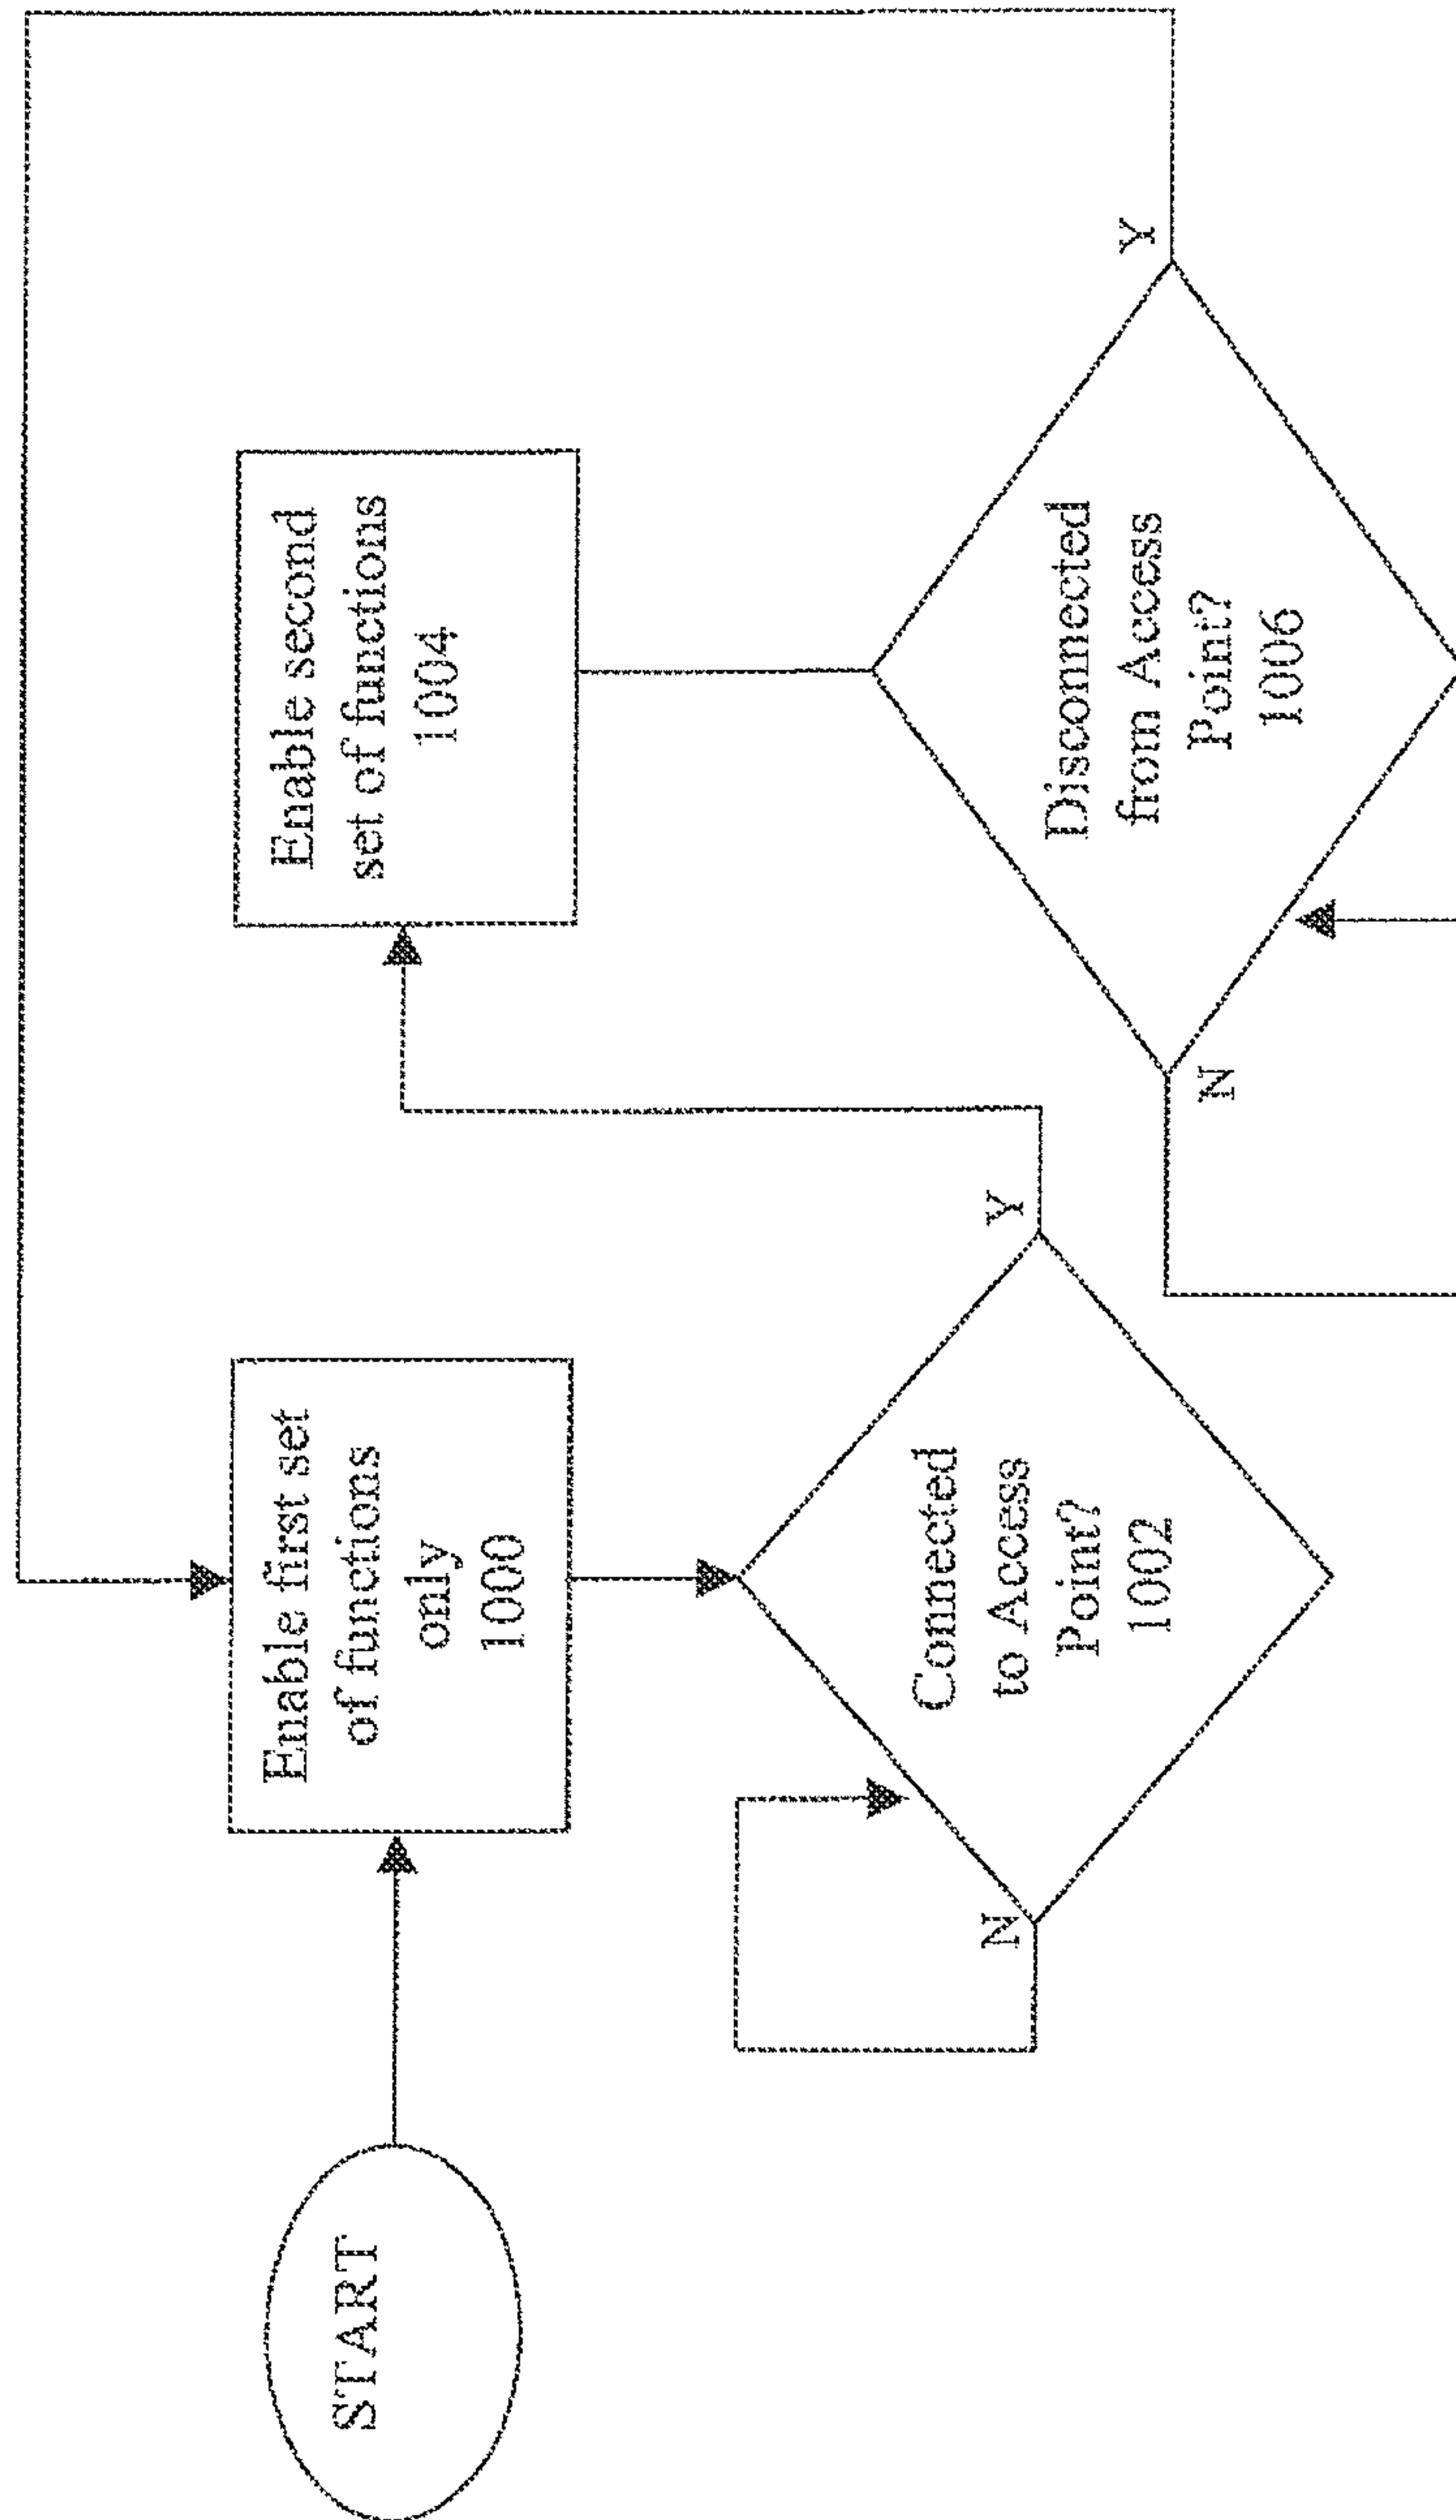 START
Enable first set
of functions
only
1000
Connected
to Access
Point?
1002
N
Y
Enable second
set of functions
1004
Disconnected
from Access
Point?
1006
N
Y